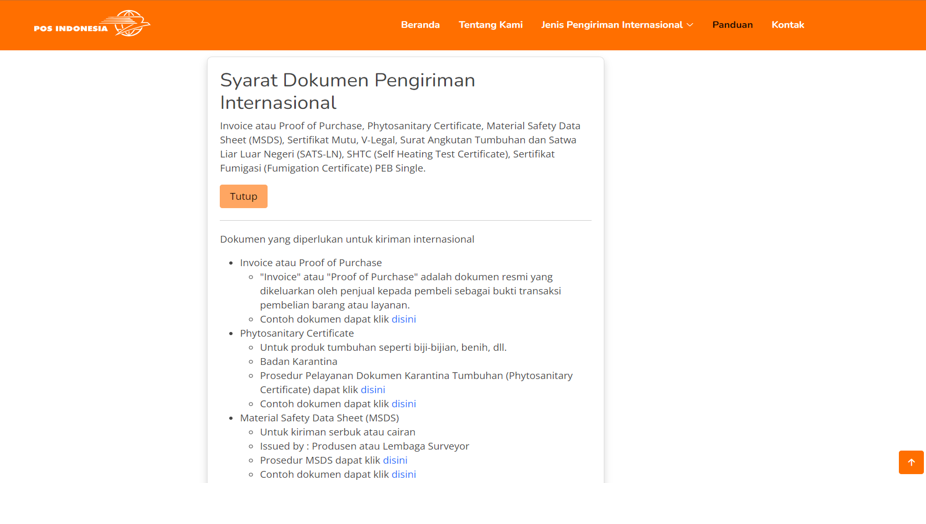 POS INDONESIA
Beranda
Tentang Kami
Jenis Pengiriman Internasional
Panduan
Kontak
Syarat Dokumen Pengiriman
Internasional
Invoice atau Proof of Purchase, Phytosanitary Certificate, Material Safety Data
Sheet (MSDS), Sertifikat Mutu, V-Legal, Surat Angkutan Tumbuhan dan Satwa
Liar Luar Negeri (SATS-LN), SHTC (Self Heating Test Certificate), Sertifikat
Fumigasi (Fumigation Certificate) PEB Single.
Tutup
Dokumen yang diperlukan untuk kiriman internasional
Invoice atau Proof of Purchase
"Invoice" atau "Proof of Purchase" adalah dokumen resmi yang
dikeluarkan oleh penjual kepada pembeli sebagai bukti transaksi
pembelian barang atau layanan.
Contoh dokumen dapat klik disini
Phytosanitary Certificate
Untuk produk tumbuhan seperti biji-bijian, benih, dll.
Badan Karantina
Prosedur Pelayanan Dokumen Karantina Tumbuhan (Phytosanitary
Certificate) dapat klik disini
Contoh dokumen dapat klik disini
Material Safety Data Sheet (MSDS)
Untuk kiriman serbuk atau cairan
Issued by : Produsen atau Lembaga Surveyor
Prosedur MSDS dapat klik disini
Contoh dokumen dapat klik disini